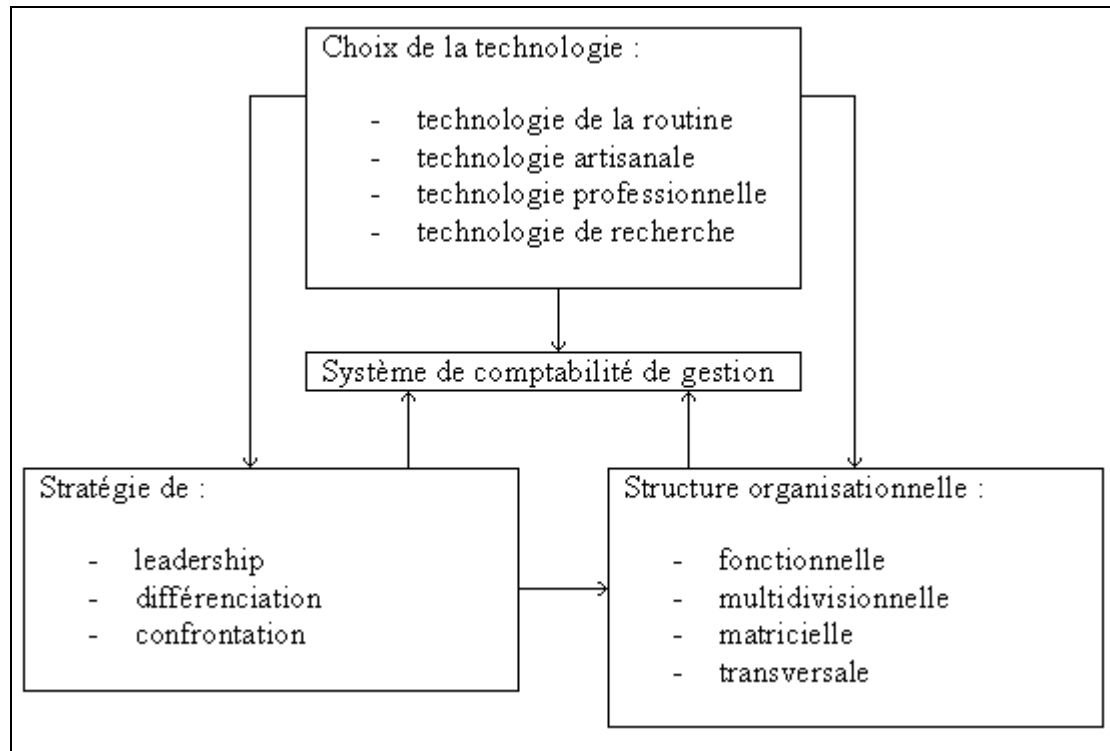 Choix de la technologie :
- technologie de la routine
- technologie artisanale
- technologie professionnelle
- technologie de recherche
Système de comptabilité de gestion
Stratégie de :
- leadership
- différenciation
- confrontation
Structure organisationnelle :
- fonctionnelle
- multidivisionnelle
- matricielle
- transversale